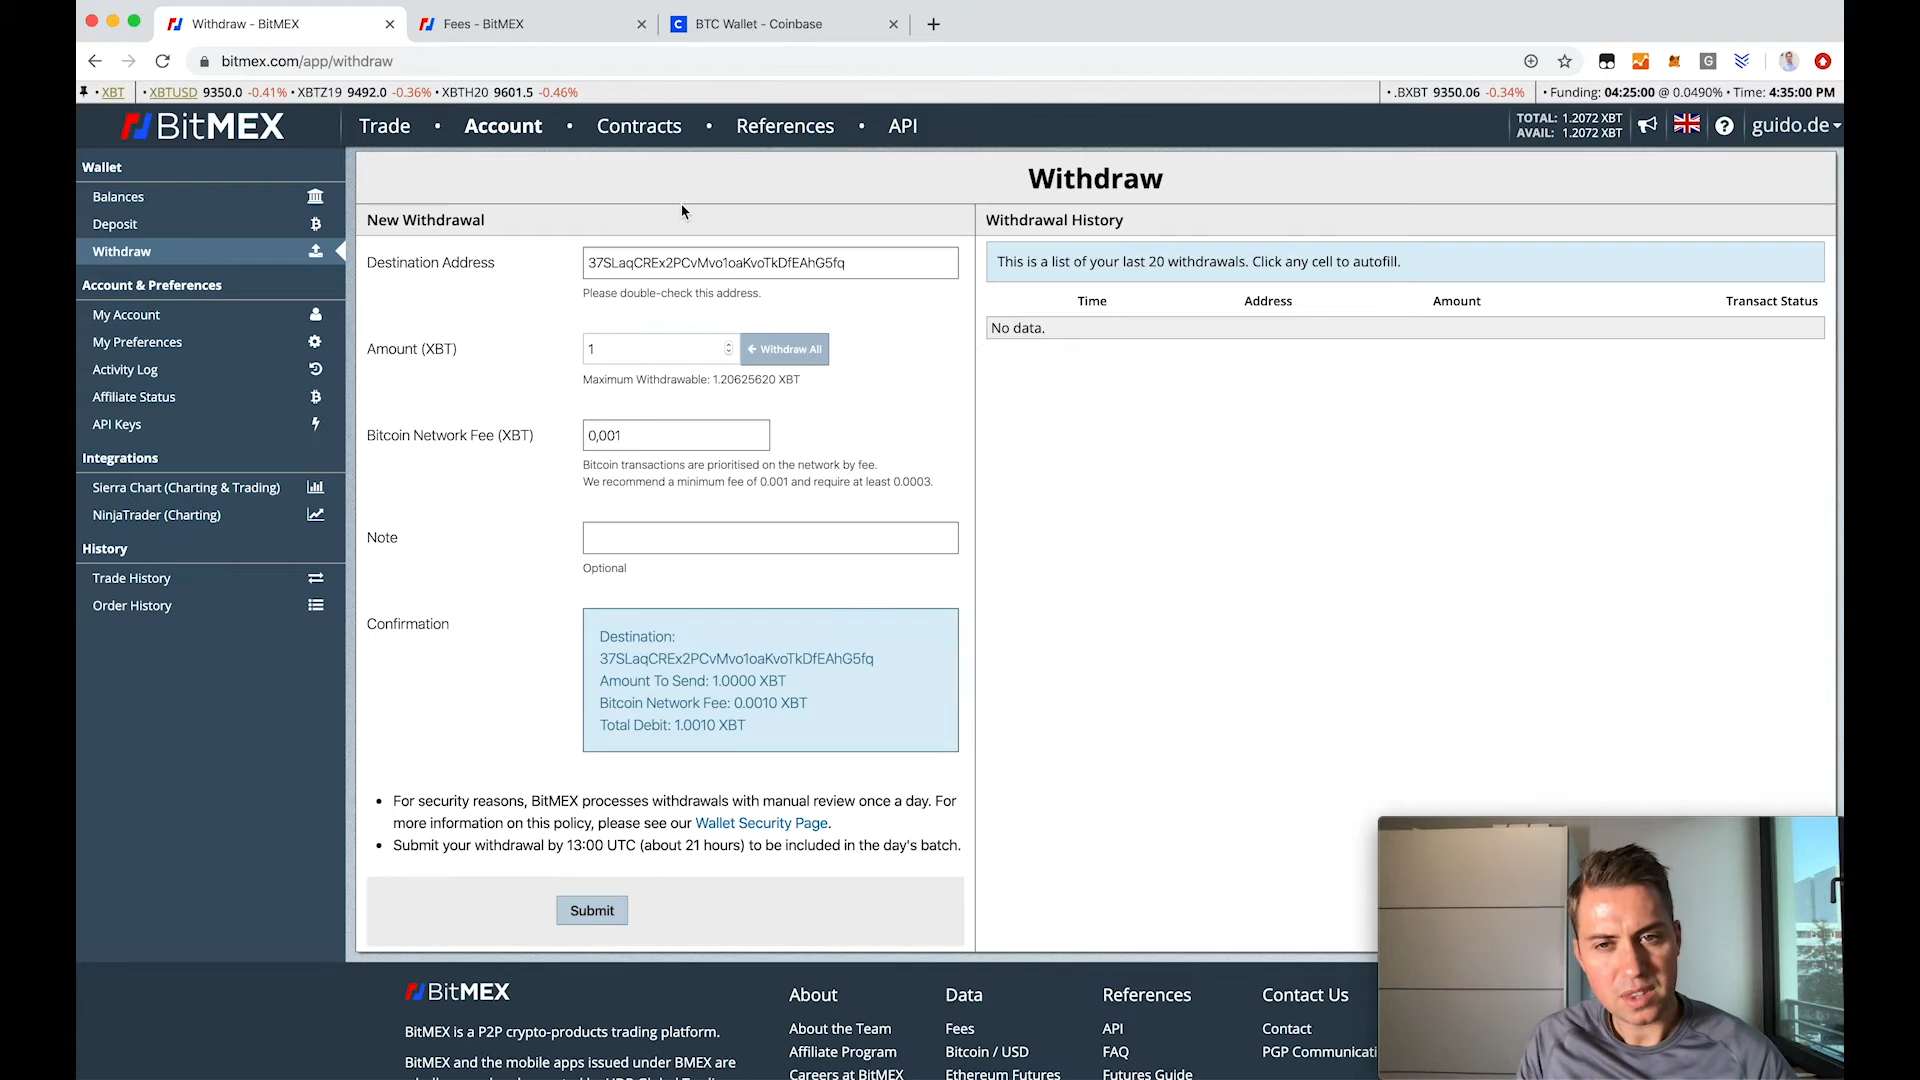 Withdraw - BitMEX
Fees - BitMEX
BTC Wallet - Coinbase
bitmex.com/app/withdraw
• XBT • XBTUSD 9350.0 -0.41% • XBTZ19 9492.0 -0.36% • XBTH20 9601.5 -0.46%
• .BXBT 9350.06 -0.34% • Funding: 04:25:00 @ 0.0490% • Time: 4:35:00 PM
BitMEX
Trade • Account • Contracts • References • API
TOTAL: 1.2072 XBT
AVAIL: 1.2072 XBT
guido.de
Wallet
Balances
Deposit
Withdraw
Account & Preferences
My Account
My Preferences
Activity Log
Affiliate Status
API Keys
Integrations
Sierra Chart (Charting & Trading)
NinjaTrader (Charting)
History
Trade History
Order History
Withdraw
New Withdrawal
Destination Address
37SLaqCREx2PCvMvo1oaKvoTkDfEAhG5fq
Please double-check this address.
Amount (XBT)
1
Withdraw All
Maximum Withdrawable: 1.20625620 XBT
Bitcoin Network Fee (XBT)
0,001
Bitcoin transactions are prioritised on the network by fee.
We recommend a minimum fee of 0.001 and require at least 0.0003.
Note
Optional
Confirmation
Destination:
37SLaqCREx2PCvMvo1oaKvoTkDfEAhG5fq
Amount To Send: 1.0000 XBT
Bitcoin Network Fee: 0.0010 XBT
Total Debit: 1.0010 XBT
• For security reasons, BitMEX processes withdrawals with manual review once a day. For
more information on this policy, please see our Wallet Security Page.
• Submit your withdrawal by 13:00 UTC (about 21 hours) to be included in the day's batch.
Submit
Withdrawal History
This is a list of your last 20 withdrawals. Click any cell to autofill.
Time Address Amount Transact Status
No data.
BitMEX
BitMEX is a P2P crypto-products trading platform.
BitMEX and the mobile apps issued under BMEX are
About
About the Team
Affiliate Program
Careers at BitMEX
Data
Fees
Bitcoin / USD
Ethereum Futures
References
API
FAQ
Futures Guide
Contact Us
Contact
PGP Communicati